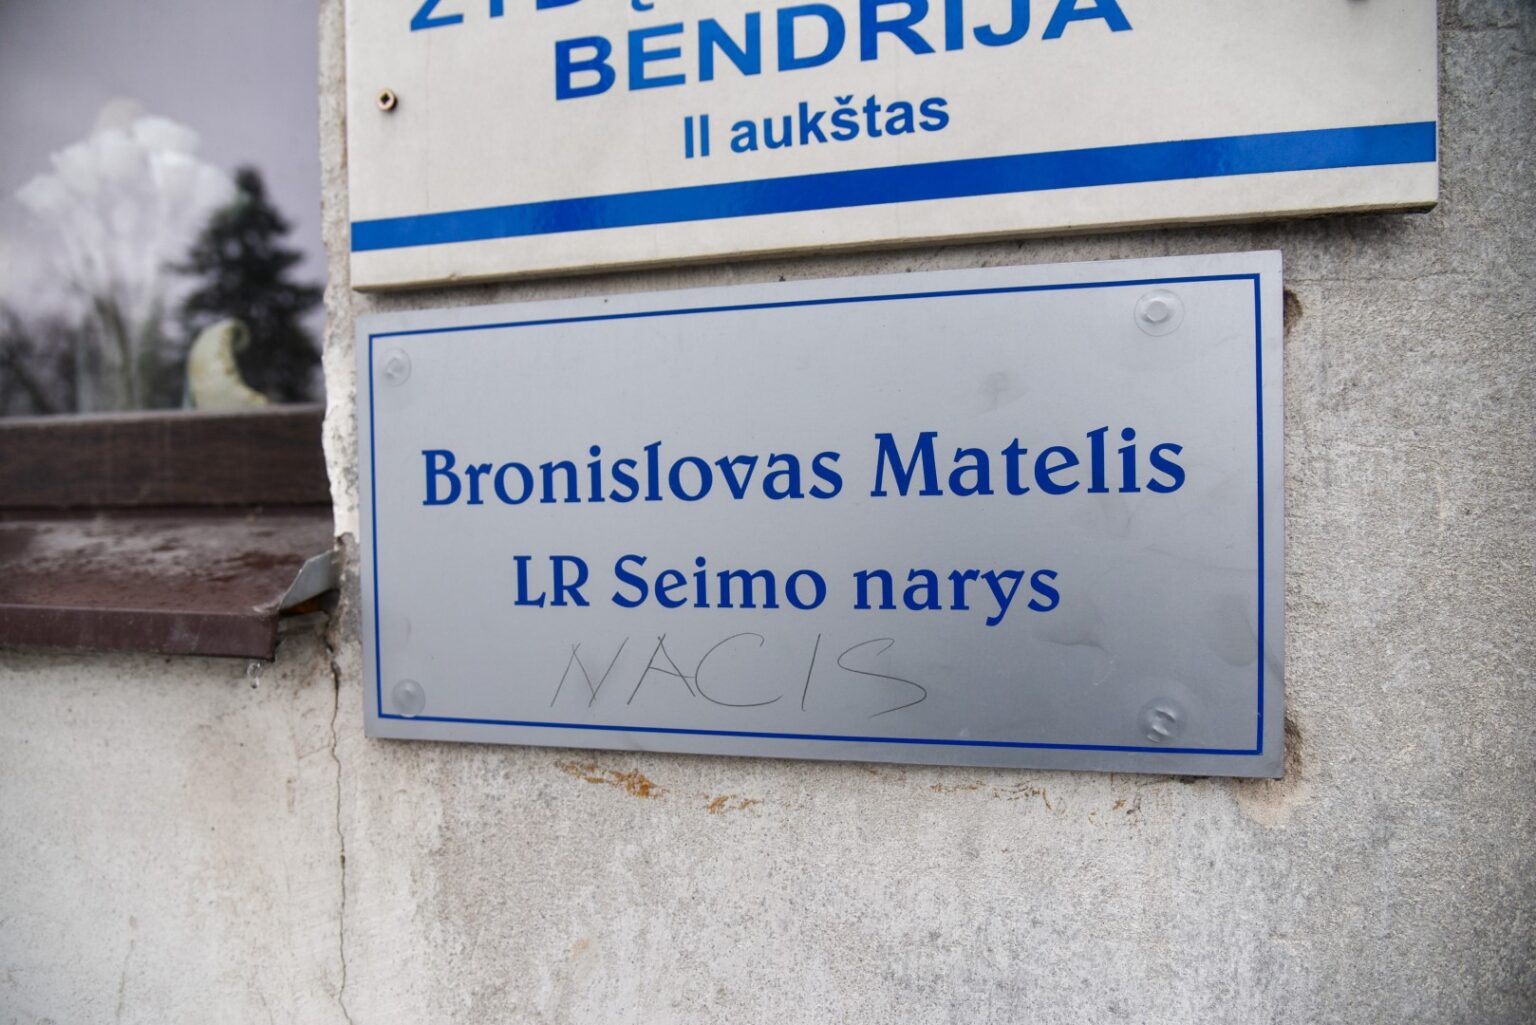 BENDRIJA
II aukštas
Bronislovas Matelis
LR Seimo narys
NACIS